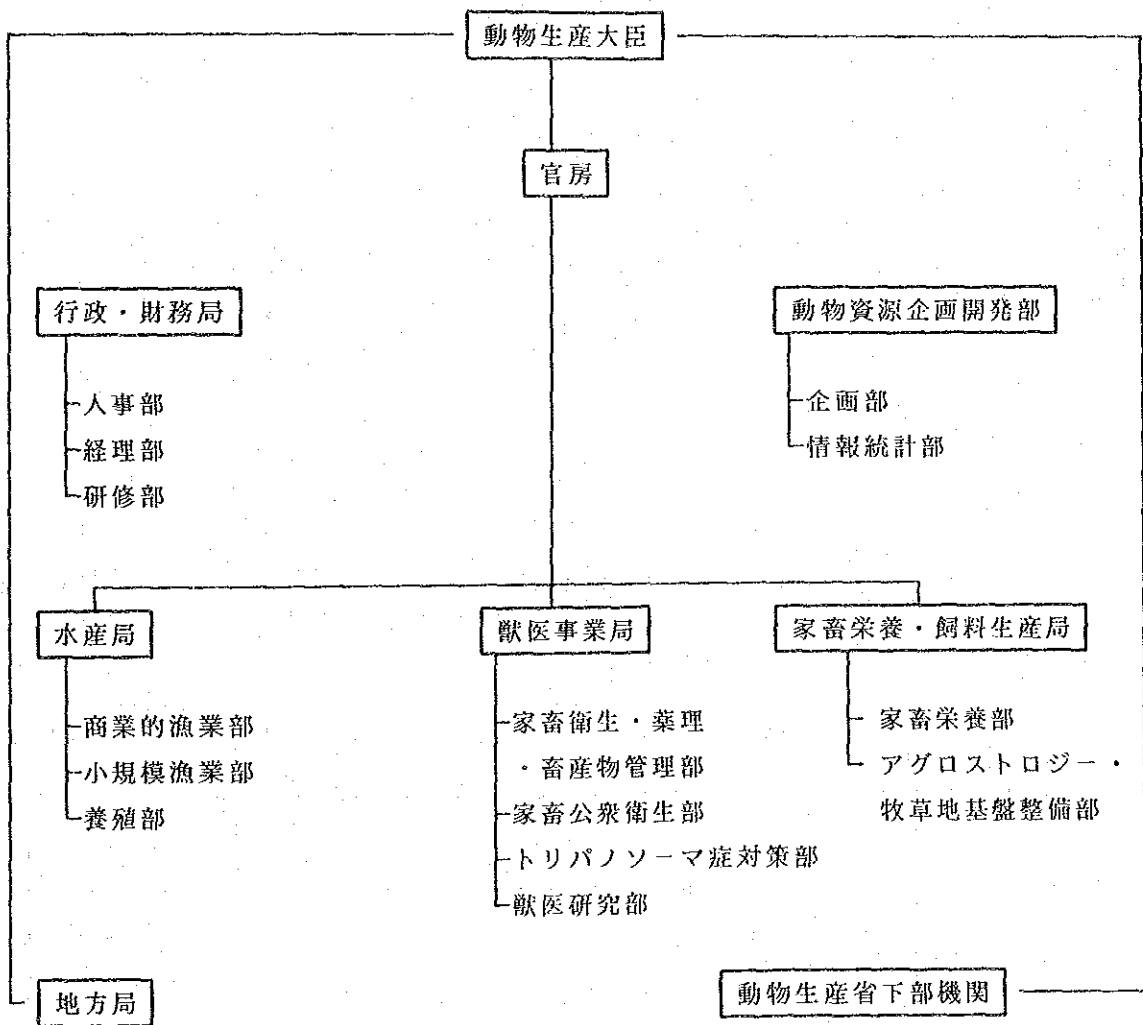 動物生産大臣
官房
行政・財務局
人事部
経理部
研修部
動物資源企画開発部
企画部
情報統計部
水産局
商業的漁業部
小規模漁業部
養殖部
獣医事業局
家畜衛生・薬理
・畜産物管理部
家畜公衆衛生部
トリパノソーマ症対策部
獣医研究部
家畜栄養・飼料生産局
家畜栄養部
アグロストロジー・
牧草地基盤整備部
地方局
動物生産省下部機関